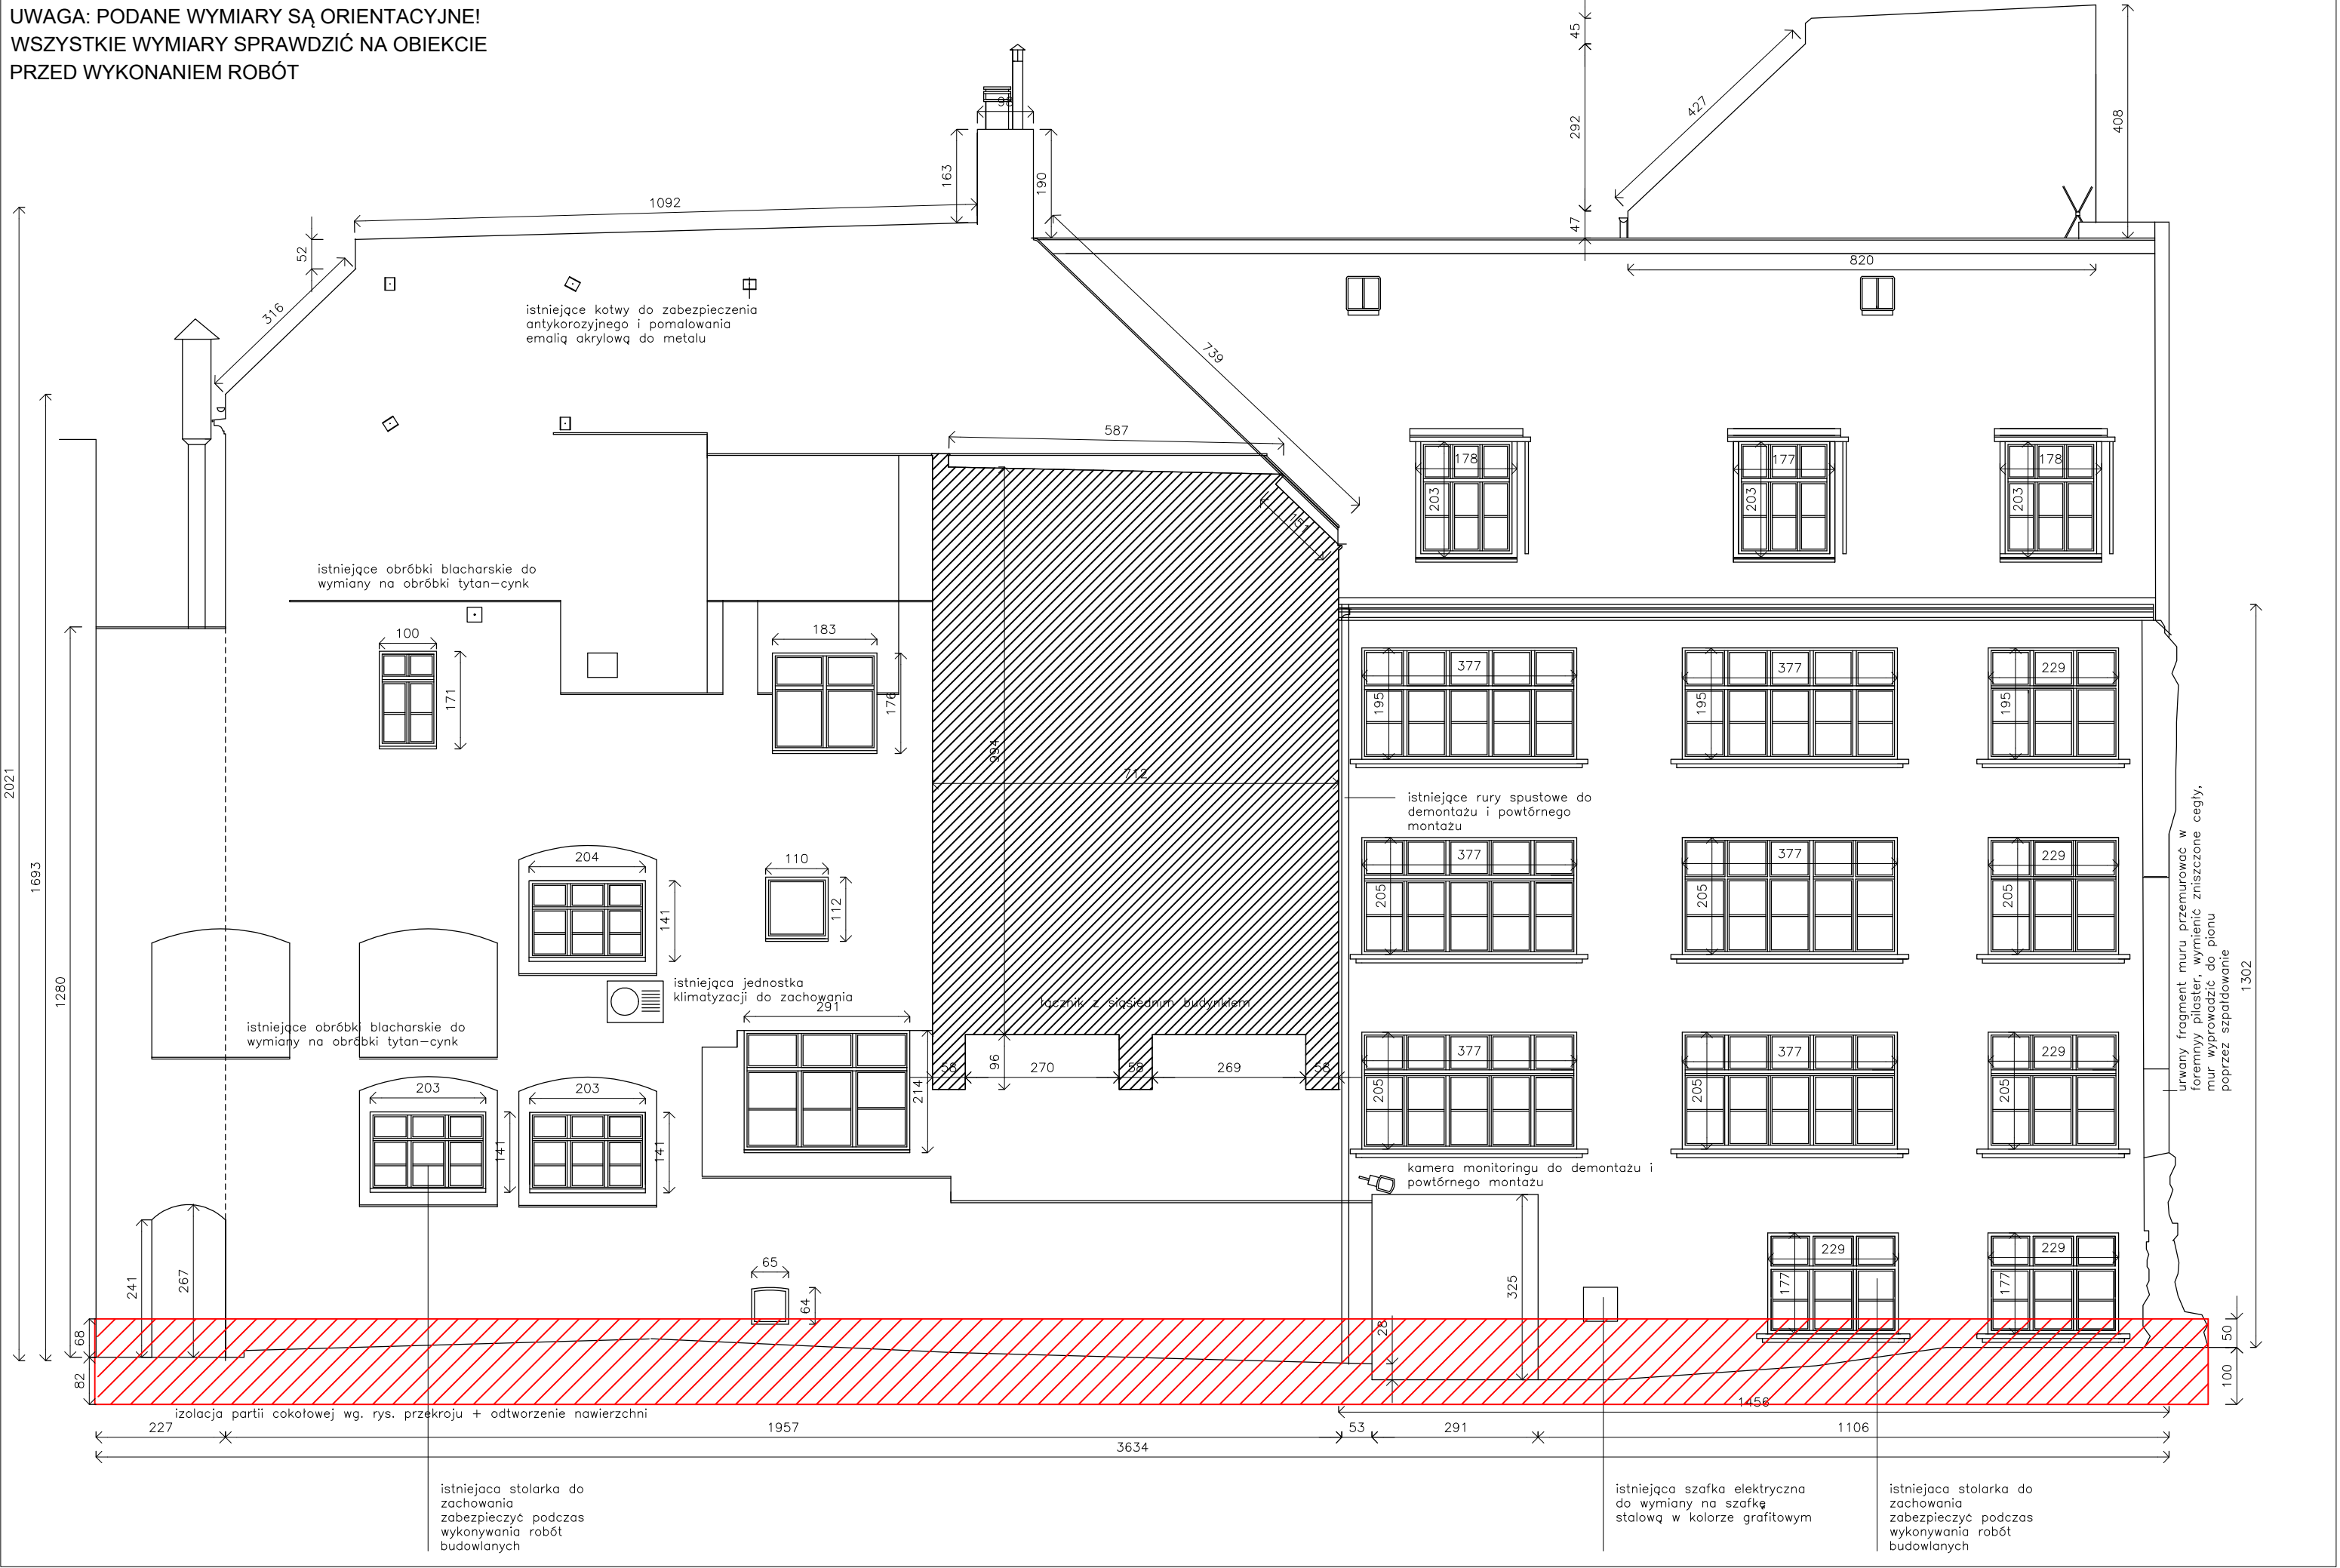 UWAGA: PODANE WYMIARY SĄ ORIENTACYJNE!
WSZYSTKIE WYMIARY SPRAWDZIĆ NA OBIEKCIE
PRZED WYKONANIEM ROBÓT
45
292
47
427
408
820
163
190
1092
52
316
739
istniejące kotwy do zabezpieczenia
antykorozyjnego i pomalowania
emalią akrylową do metalu
587
151
178
203
177
203
178
203
istniejące obróbki blacharskie do
wymiany na obróbki tytan-cynk
100
171
183
176
994
712
377
195
377
195
229
195
2021
1693
1280
1302
istniejące rury spustowe do
demontażu i powtórnego
montażu
204
141
110
112
377
205
377
205
229
205
urwany fragment muru przemurować w
foremnyy pilaster, wymienić zniszczone cegły,
mur wyprowadzić do pionu
poprzez szpałdowanie
istniejąca jednostka
klimatyzacji do zachowania
291
214
łącznik z sąsiednim budynkiem
istniejące obróbki blacharskie do
wymiany na obróbki tytan-cynk
58
96
270
58
269
58
377
205
377
205
229
205
203
141
203
141
kamera monitoringu do demontażu i
powtórnego montażu
241
267
65
64
325
28
229
177
229
177
68
82
50
100
izolacja partii cokołowej wg. rys. przekroju + odtworzenie nawierzchni
1456
227
1957
53
291
1106
3634
istniejaca stolarka do
zachowania
zabezpieczyć podczas
wykonywania robót
budowlanych
istniejąca szafka elektryczna
do wymiany na szafkę
stalową w kolorze grafitowym
istniejaca stolarka do
zachowania
zabezpieczyć podczas
wykonywania robót
budowlanych